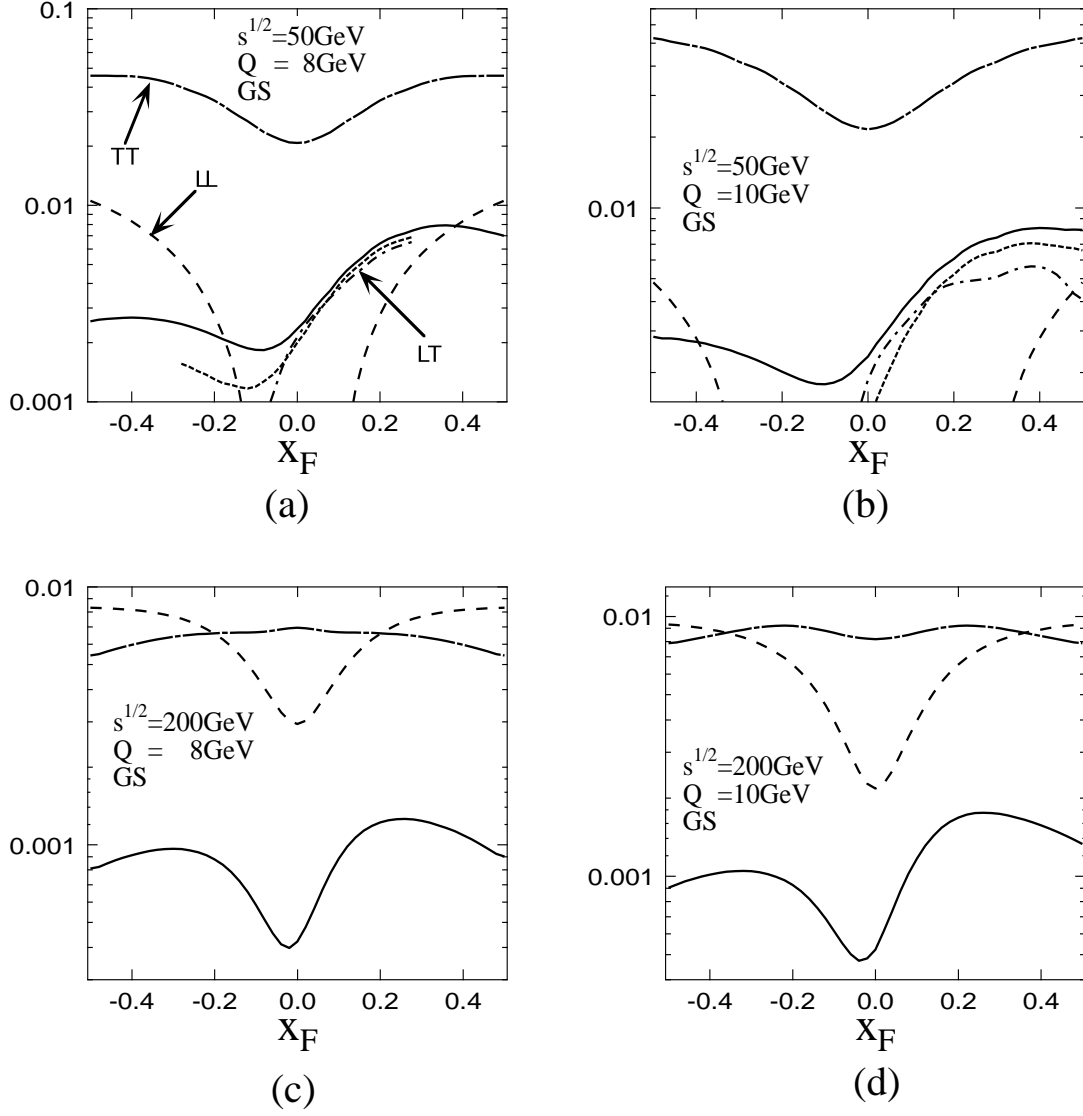 0.1
0.01
0.001
s^{1/2}=50GeV
Q = 8GeV
GS
TT
LL
LT
-0.4 -0.2 0.0 0.2 0.4
x_F
(a)
0.01
s^{1/2}=50GeV
Q =10GeV
GS
-0.4 -0.2 0.0 0.2 0.4
x_F
(b)
0.01
0.001
s^{1/2}=200GeV
Q = 8GeV
GS
-0.4 -0.2 0.0 0.2 0.4
x_F
(c)
0.01
0.001
s^{1/2}=200GeV
Q =10GeV
GS
-0.4 -0.2 0.0 0.2 0.4
x_F
(d)